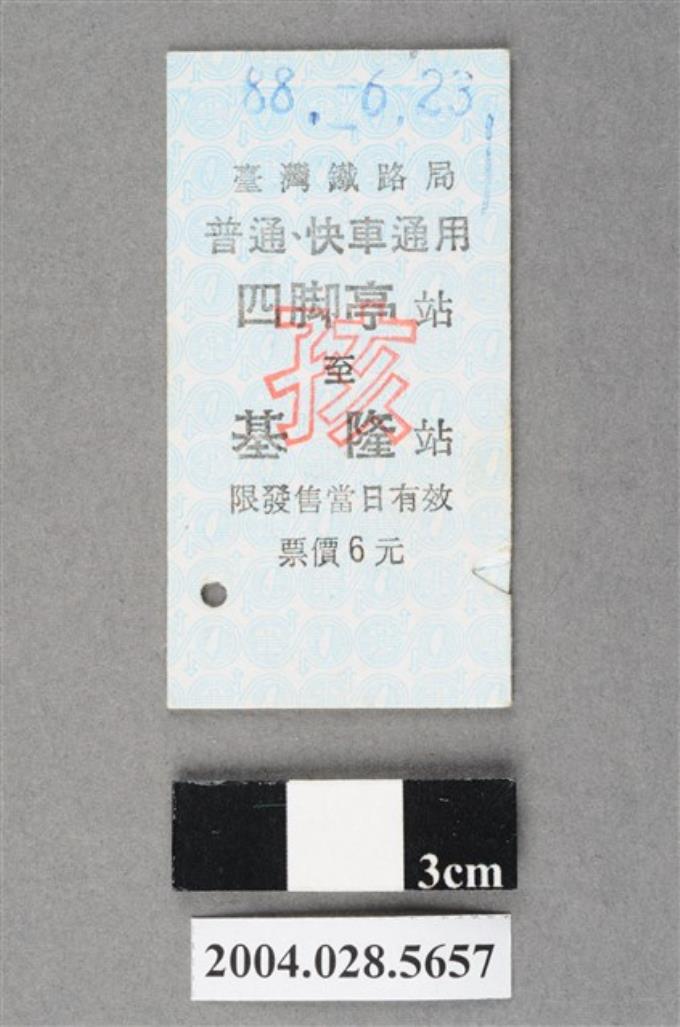 88.-6.23
臺灣鐵路局
普通、快車通用
四脚亭站
至
孩
基隆站
限發售當日有效
票價6元
3cm
2004.028.5657